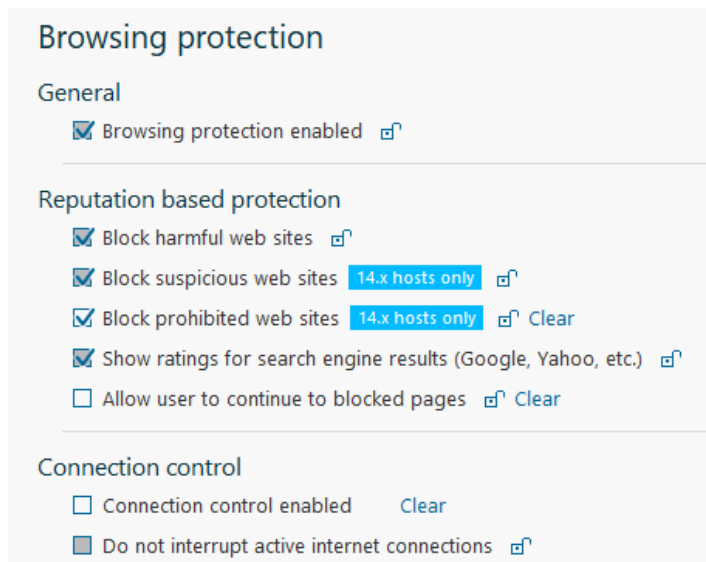 Browsing protection
General
Browsing protection enabled
Reputation based protection
Block harmful web sites
Block suspicious web sites 14.x hosts only
Block prohibited web sites 14.x hosts only Clear
Show ratings for search engine results (Google, Yahoo, etc.)
Allow user to continue to blocked pages Clear
Connection control
Connection control enabled Clear
Do not interrupt active internet connections